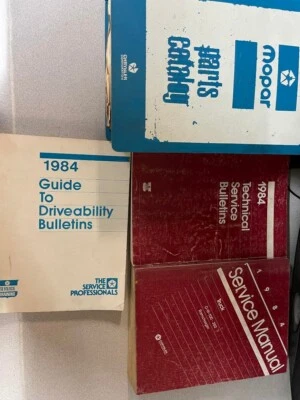 mopar
parts
catalog
1984
Guide
To
Driveability
Bulletins
THE
SERVICE
PROFESSIONALS
1984
Technical
Service
Bulletins
1984
Service Manual